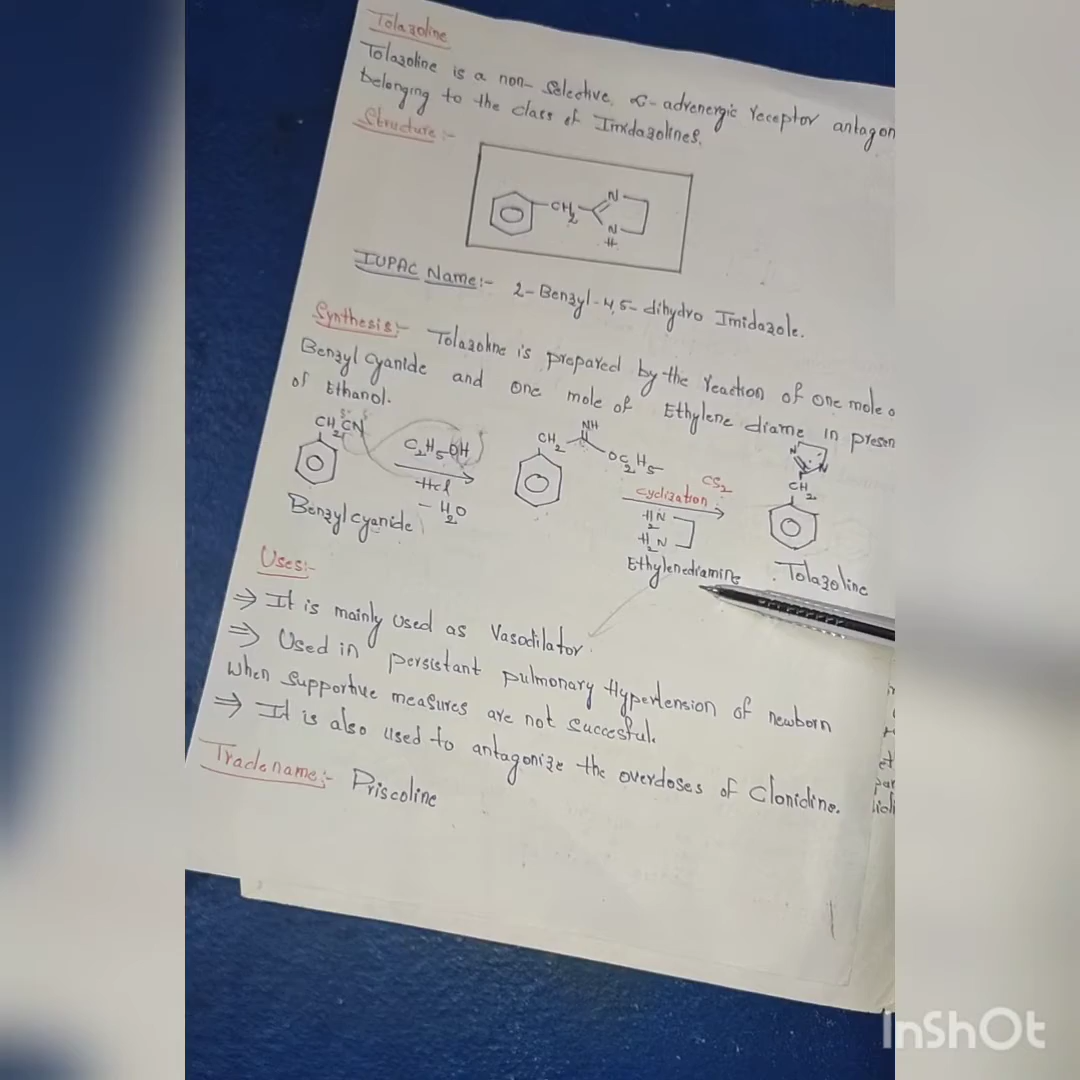 Tolazoline
Tolazoline is a non- Selective, α- adrenergic receptor antagon
belonging to the class of Imidazolines.
Structure:-
CH2 N
N
H
IUPAC Name:- 2-Benzyl-4,5-dihydro Imidazole.
Synthesis:- Tolazoline is prepared by the reaction of one mole o
Benzyl cyanide and one mole of Ethylene diame in presen
of Ethanol.
CH2CN
C2H5OH
HCl
- H2O
Benzyl cyanide
CH2 NH
OC2H5
CS2
Cyclization
H2N
H2N
Ethylenediamine
N N
CH2
Tolazoline
Uses:-
⇒ It is mainly used as Vasodilator.
⇒ Used in persistant pulmonary Hypertension of newborn
when supportive measures are not Succesful.
⇒ It is also used to antagonize the overdoses of Clonidine.
Trade name:- Priscoline
InShOt